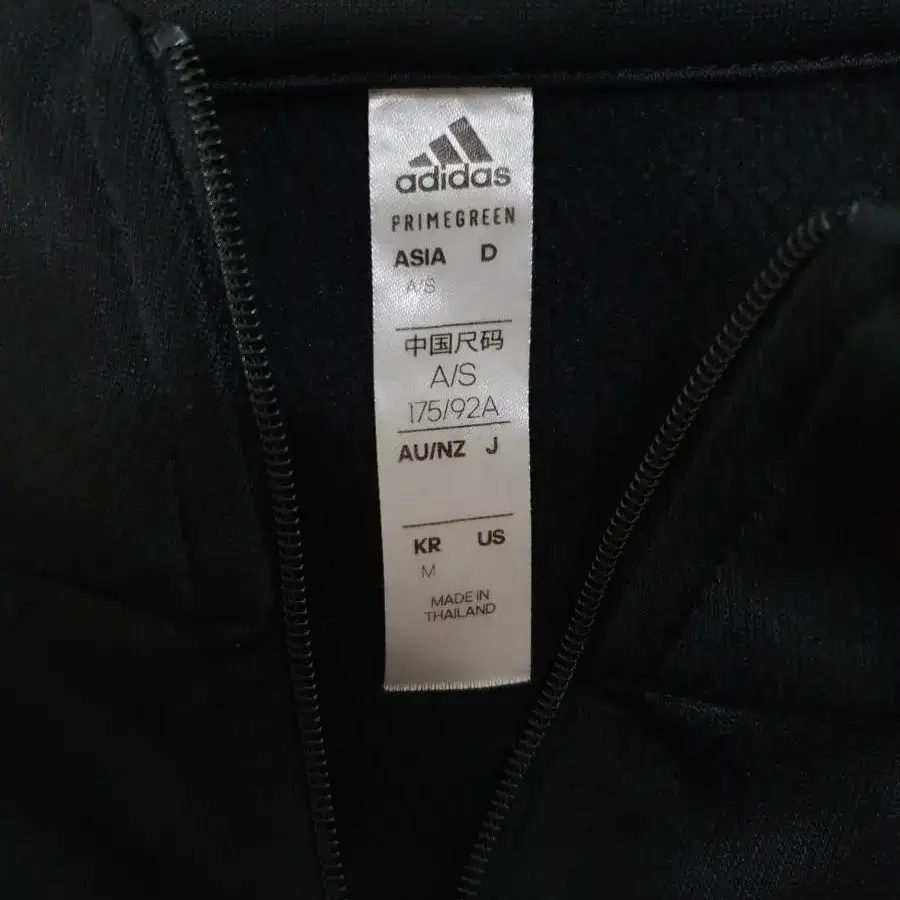 adidas
PRIMEGREEN
ASIA D
A/S
中国尺码
A/S
175/92A
AU/NZ J
KR US
M
MADE IN
THAILAND